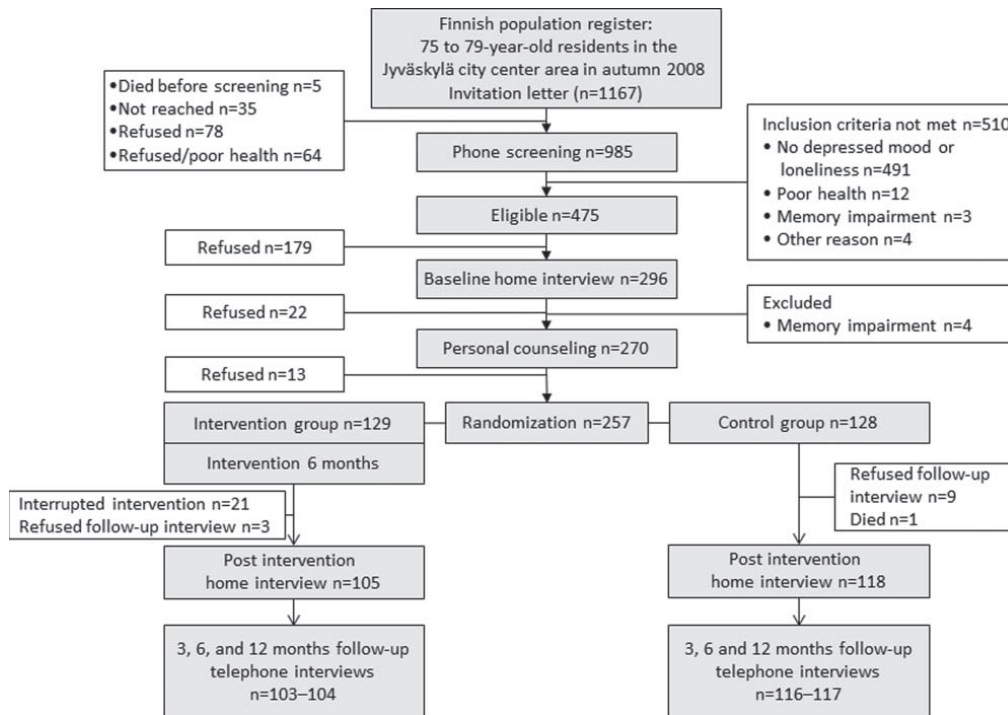 Finnish population register:
75 to 79-year-old residents in the
Jyväskylä city center area in autumn 2008
Invitation letter (n=1167)
•Died before screening n=5
•Not reached n=35
•Refused n=78
•Refused/poor health n=64
Phone screening n=985
Inclusion criteria not met n=510
• No depressed mood or
loneliness n=491
• Poor health n=12
• Memory impairment n=3
• Other reason n=4
Eligible n=475
Refused n=179
Baseline home interview n=296
Refused n=22
Excluded
• Memory impairment n=4
Personal counseling n=270
Refused n=13
Intervention group n=129
Randomization n=257
Control group n=128
Intervention 6 months
Interrupted intervention n=21
Refused follow-up interview n=3
Refused follow-up
interview n=9
Died n=1
Post intervention
home interview n=105
Post intervention
home interview n=118
3, 6, and 12 months follow-up
telephone interviews
n=103–104
3, 6 and 12 months follow-up
telephone interviews
n=116–117